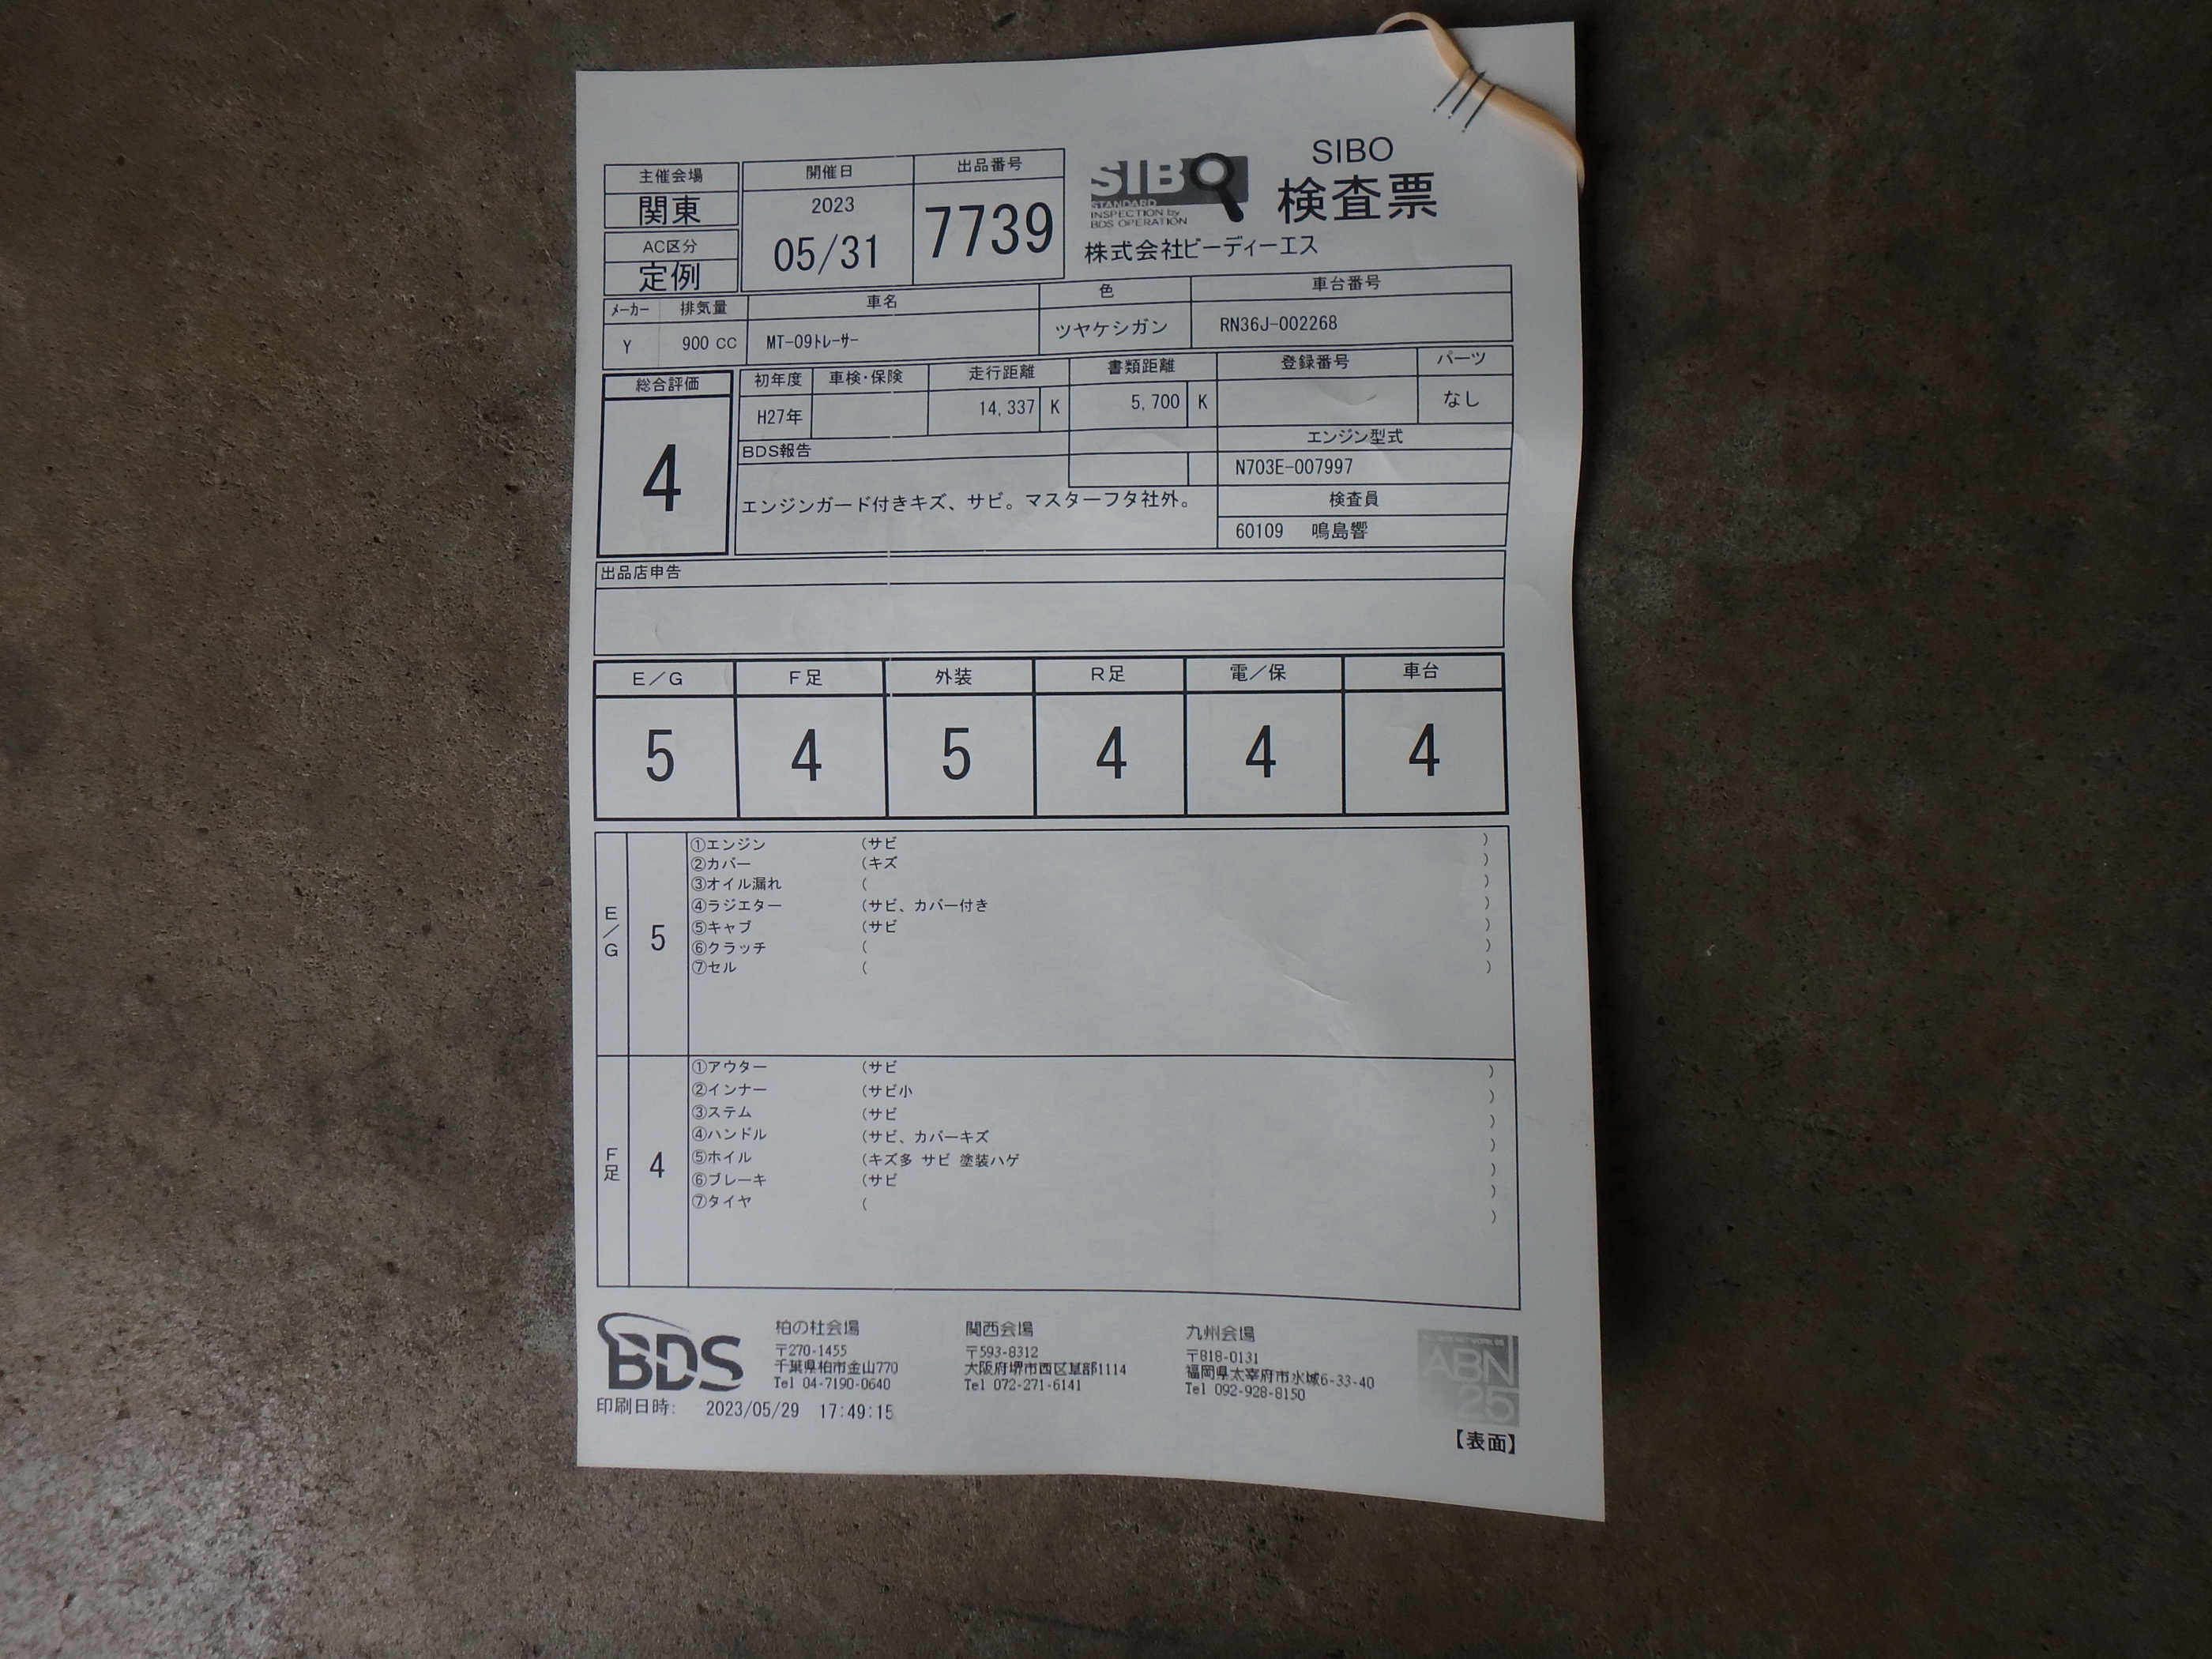 SIBO
検査票
主催会場
関東
AC区分
定例
開催日
2023
05/31
出品番号
7739
SIBO
STANDARD
INSPECTION by
BDS OPERATION
株式会社ビーディーエス
メーカー 排気量 車名 色 車台番号
Y 900 CC MT-09トレーサー ツヤケシガン RN36J-002268
総合評価
4
初年度 車検・保険 走行距離 書類距離 登録番号 パーツ
H27年 14,337 K 5,700 K なし
BDS報告
エンジンガード付きキズ、サビ。マスターフタ社外。
エンジン型式
N703E-007997
検査員
60109 鳴島響
出品店申告
E/G F足 外装 R足 電/保 車台
5 4 5 4 4 4
E/G 5
①エンジン (サビ )
②カバー (キズ )
③オイル漏れ ( )
④ラジエター (サビ、カバー付き )
⑤キャブ (サビ )
⑥クラッチ ( )
⑦セル ( )
F足 4
①アウター (サビ )
②インナー (サビ小 )
③ステム (サビ )
④ハンドル (サビ、カバーキズ )
⑤ホイル (キズ多 サビ 塗装ハゲ )
⑥ブレーキ (サビ )
⑦タイヤ ( )
BDS
柏の杜会場
〒270-1455
千葉県柏市金山770
Tel 04-7190-0640
関西会場
〒593-8312
大阪府堺市西区草部1114
Tel 072-271-6141
九州会場
〒818-0131
福岡県太宰府市水城6-33-40
Tel 092-928-8150
ABN
25
印刷日時: 2023/05/29 17:49:15
【表面】